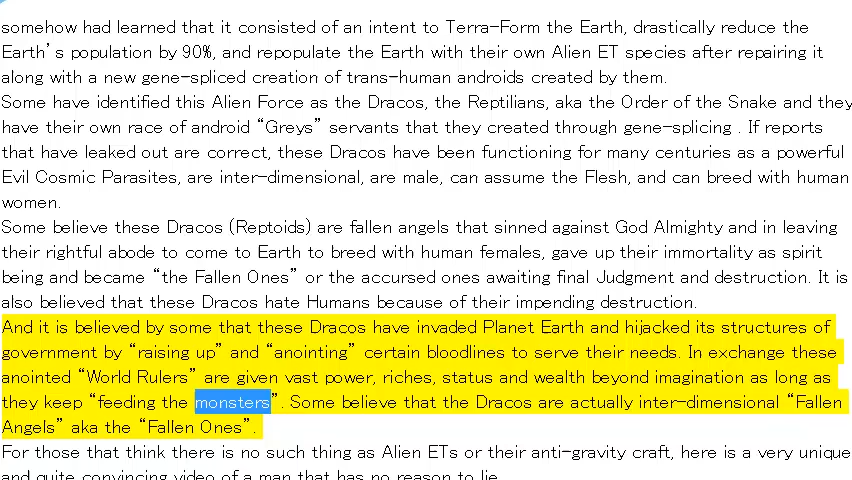 somehow had learned that it consisted of an intent to Terra-Form the Earth, drastically reduce the
Earth's population by 90%, and repopulate the Earth with their own Alien ET species after repairing it
along with a new gene-spliced creation of trans-human androids created by them.
Some have identified this Alien Force as the Dracos, the Reptilians, aka the Order of the Snake and they
have their own race of android “Greys” servants that they created through gene-splicing . If reports
that have leaked out are correct, these Dracos have been functioning for many centuries as a powerful
Evil Cosmic Parasites, are inter-dimensional, are male, can assume the Flesh, and can breed with human
women.
Some believe these Dracos (Reptoids) are fallen angels that sinned against God Almighty and in leaving
their rightful abode to come to Earth to breed with human females, gave up their immortality as spirit
being and became “the Fallen Ones” or the accursed ones awaiting final Judgment and destruction. It is
also believed that these Dracos hate Humans because of their impending destruction.
And it is believed by some that these Dracos have invaded Planet Earth and hijacked its structures of
government by “raising up” and “anointing” certain bloodlines to serve their needs. In exchange these
anointed “World Rulers” are given vast power, riches, status and wealth beyond imagination as long as
they keep “feeding the monsters”. Some believe that the Dracos are actually inter-dimensional “Fallen
Angels” aka the “Fallen Ones”.
For those that think there is no such thing as Alien ETs or their anti-gravity craft, here is a very unique
and quite convincing video of a man that has no reason to lie